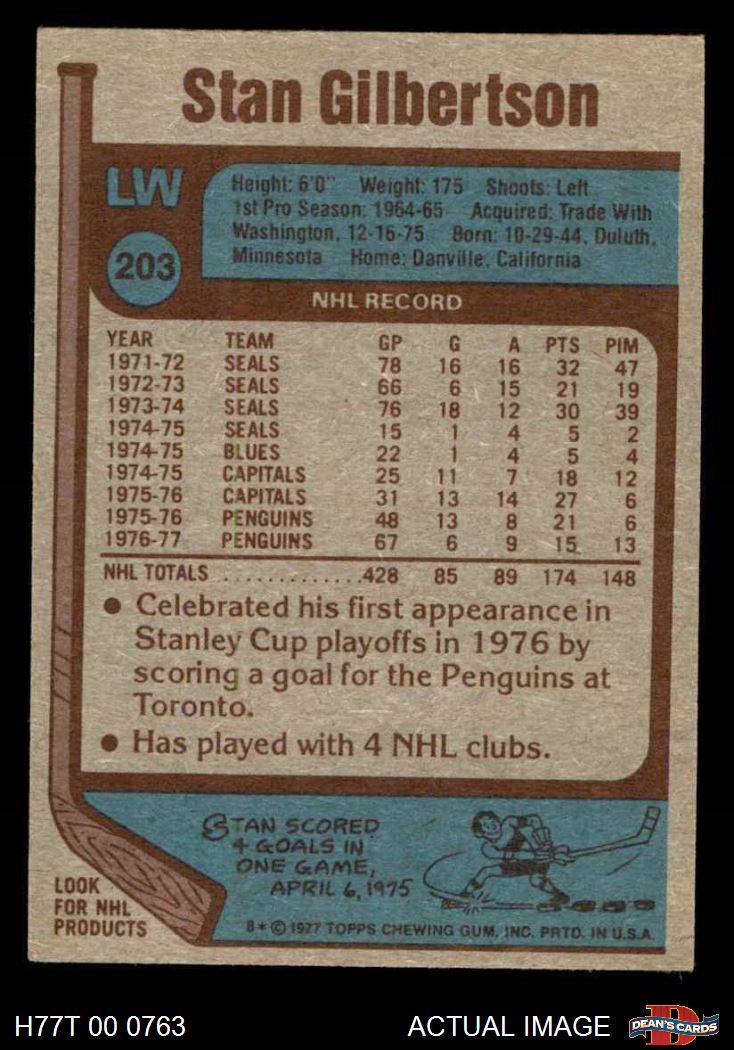 Stan Gilbertson
LW
203
Height: 6'0" Weight: 175 Shoots: Left
1st Pro Season: 1964-65 Acquired: Trade With
Washington, 12-16-75 Born: 10-29-44, Duluth,
Minnesota Home: Danville, California
NHL RECORD
YEAR TEAM GP G A PTS PIM
1971-72 SEALS 78 16 16 32 47
1972-73 SEALS 66 6 15 21 19
1973-74 SEALS 76 18 12 30 39
1974-75 SEALS 15 1 4 5 2
1974-75 BLUES 22 1 4 5 4
1974-75 CAPITALS 25 11 7 18 12
1975-76 CAPITALS 31 13 14 27 6
1975-76 PENGUINS 48 13 8 21 6
1976-77 PENGUINS 67 6 9 15 13
NHL TOTALS .............428 85 89 174 148
● Celebrated his first appearance in
Stanley Cup playoffs in 1976 by
scoring a goal for the Penguins at
Toronto.
● Has played with 4 NHL clubs.
STAN SCORED
4 GOALS IN
ONE GAME,
APRIL 6, 1975
LOOK
FOR NHL
PRODUCTS
8 * © 1977 TOPPS CHEWING GUM, INC. PRTD. IN U.S.A.
H77T 00 0763 ACTUAL IMAGE
D
DEAN'S CARDS